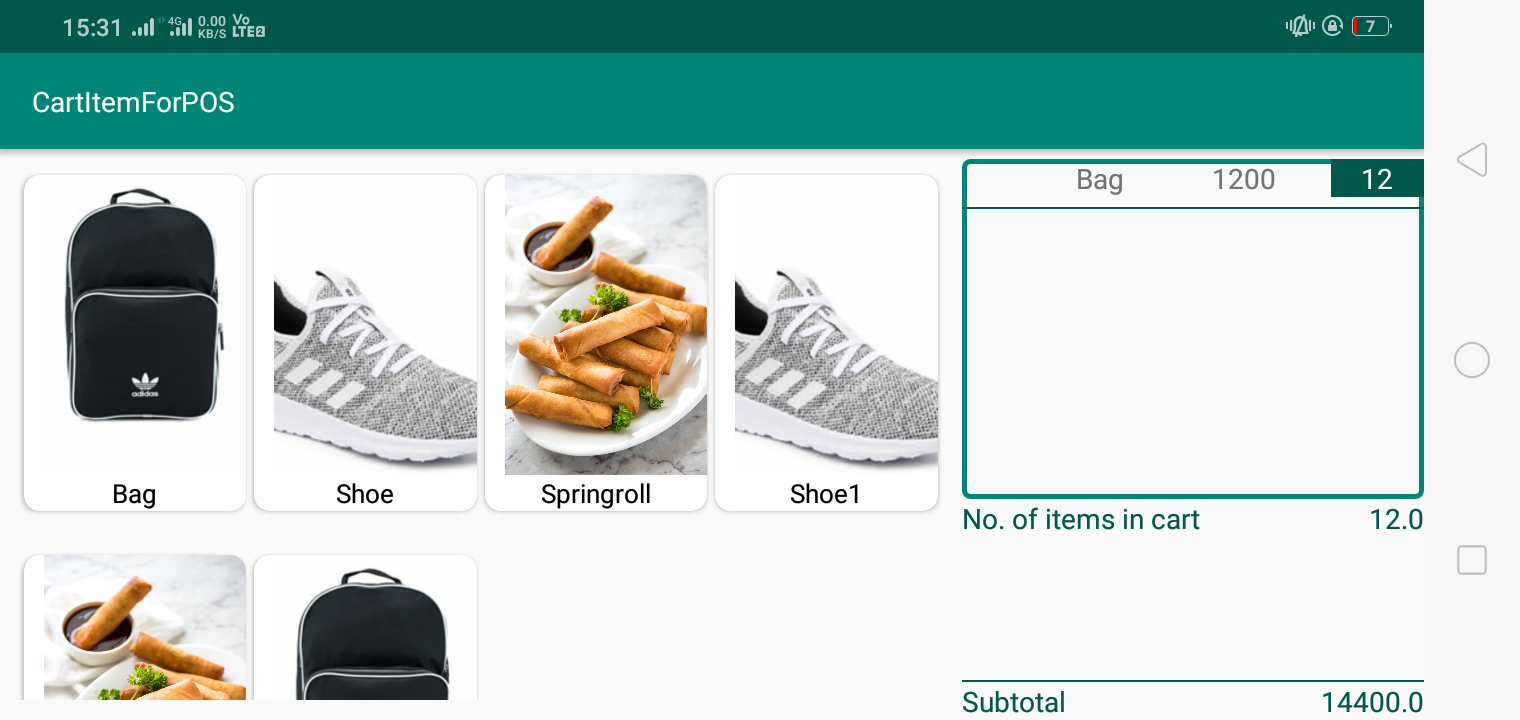 15:31 4G 0.00 KB/S Vo LTE2 7
CartItemForPOS
Bag 1200 12
adidas
Bag Shoe Springroll Shoe1
No. of items in cart 12.0
Subtotal 14400.0